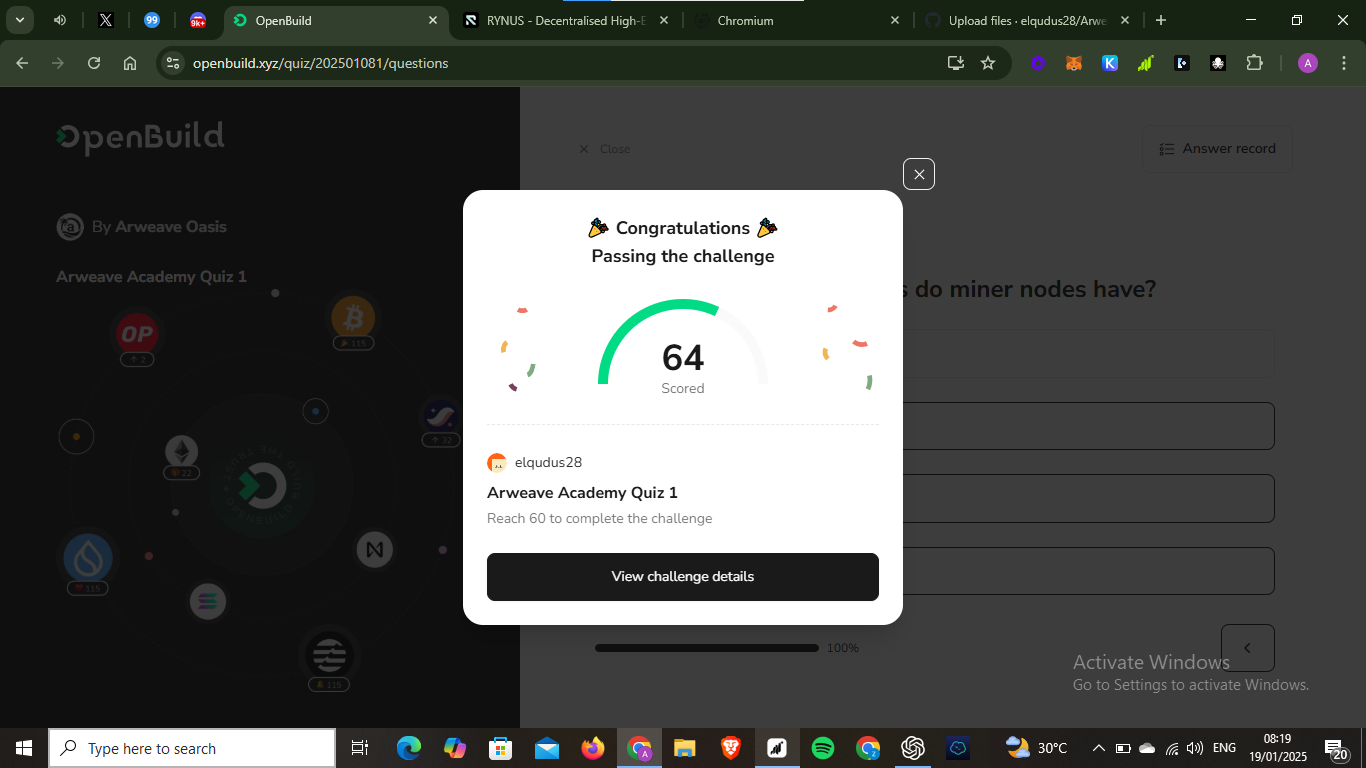 99
9k+
OpenBuild
RYNUS - Decentralised High-E
Chromium
Upload files · elqudus28/Arwe
openbuild.xyz/quiz/202501081/questions
A
OpenBuild
Close
Answer record
By Arweave Oasis
Arweave Academy Quiz 1
s do miner nodes have?
OP
2
115
32
22
115
115
Congratulations
Passing the challenge
64
Scored
elqudus28
Arweave Academy Quiz 1
Reach 60 to complete the challenge
View challenge details
100%
Activate Windows
Go to Settings to activate Windows.
Type here to search
A
Z
30°C
ENG
08:19
19/01/2025
20